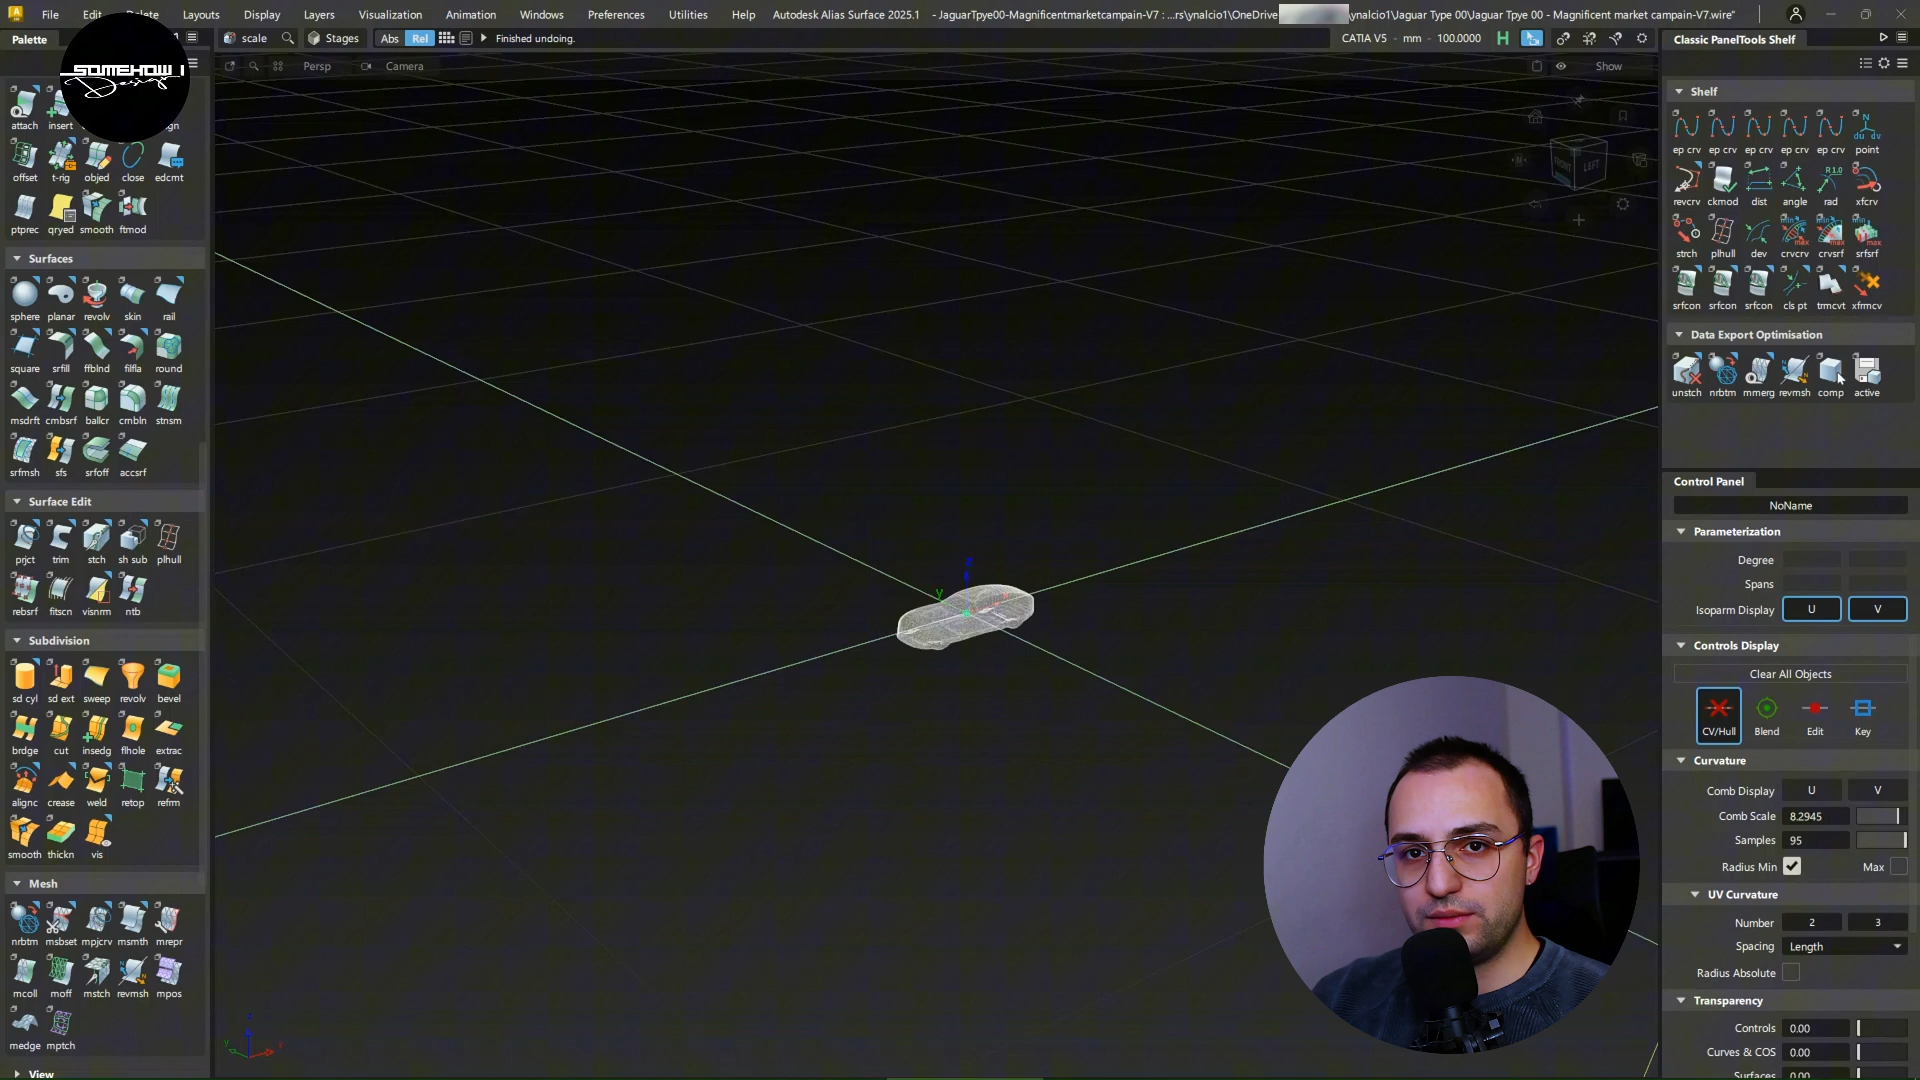 File Edit Delete Layouts Display Layers Visualization Animation Windows Preferences Utilities Help Autodesk Alias Surface 2025.1 - JaguarTpye00-Magnificentmarketcampain-V7 : ...rs\ynalcio1\OneDrive ynalcio1\Jaguar Type 00\Jaguar Tpye 00 - Magnificent market campain-V7.wire"
Palette
scale Stages Abs Rel Finished undoing. CATIA V5 - mm - 100.0000
Classic PanelTools Shelf
SOMEHOW I
Design
Persp Camera Show
attach insert
offset t-rig objed close edcmt
ptprec qryed smooth ftmod
Surfaces
sphere planar revolv skin rail
square srfill ffblnd filfla round
msdrft cmbsrf ballcr crnbln stnsm
srfmsh sfs srfoff accsrf
Surface Edit
prjct trim stch sh sub plhull
rebsrf fitscn visnrm ntb
Subdivision
sd cyl sd ext sweep revolv bevel
brdge cut insedg flhole extrac
alignc crease weld retop refrm
smooth thickn vis
Mesh
nrbtm msbset mpjcrv msmth mrepr
mcoll moff mstch revmsh mpos
medge mptch
View
FRONT LEFT
z
y
z
y x
Shelf
ep crv ep crv ep crv ep crv ep crv point
revcrv ckmod dist angle rad xfcrv
strch plhull dev crvcrv crvsrf srfsrf
srfcon srfcon srfcon cls pt trmcvt xfmcv
Data Export Optimisation
unstch nrbtm mmerg revmsh comp active
Control Panel
NoName
Parameterization
Degree
Spans
Isoparm Display U V
Controls Display
Clear All Objects
CV/Hull Blend Edit Key
Curvature
Comb Display U V
Comb Scale 8.2945
Samples 95
Radius Min Max
UV Curvature
Number 2 3
Spacing Length
Radius Absolute
Transparency
Controls 0.00
Curves & COS 0.00
Surfaces 0.00